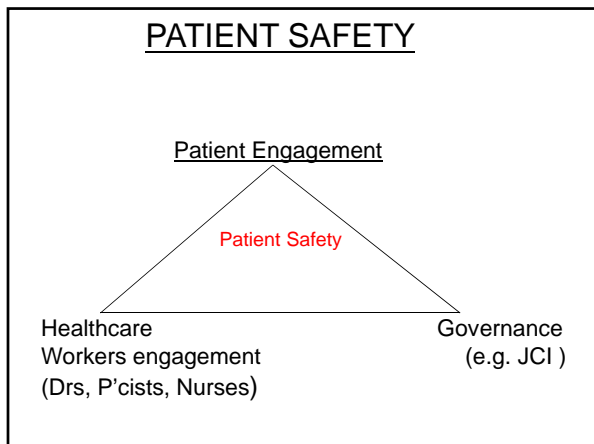 PATIENT SAFETY
Patient Engagement
Patient Safety
Healthcare
Workers engagement
(Drs, P'cists, Nurses)
Governance
(e.g. JCI )